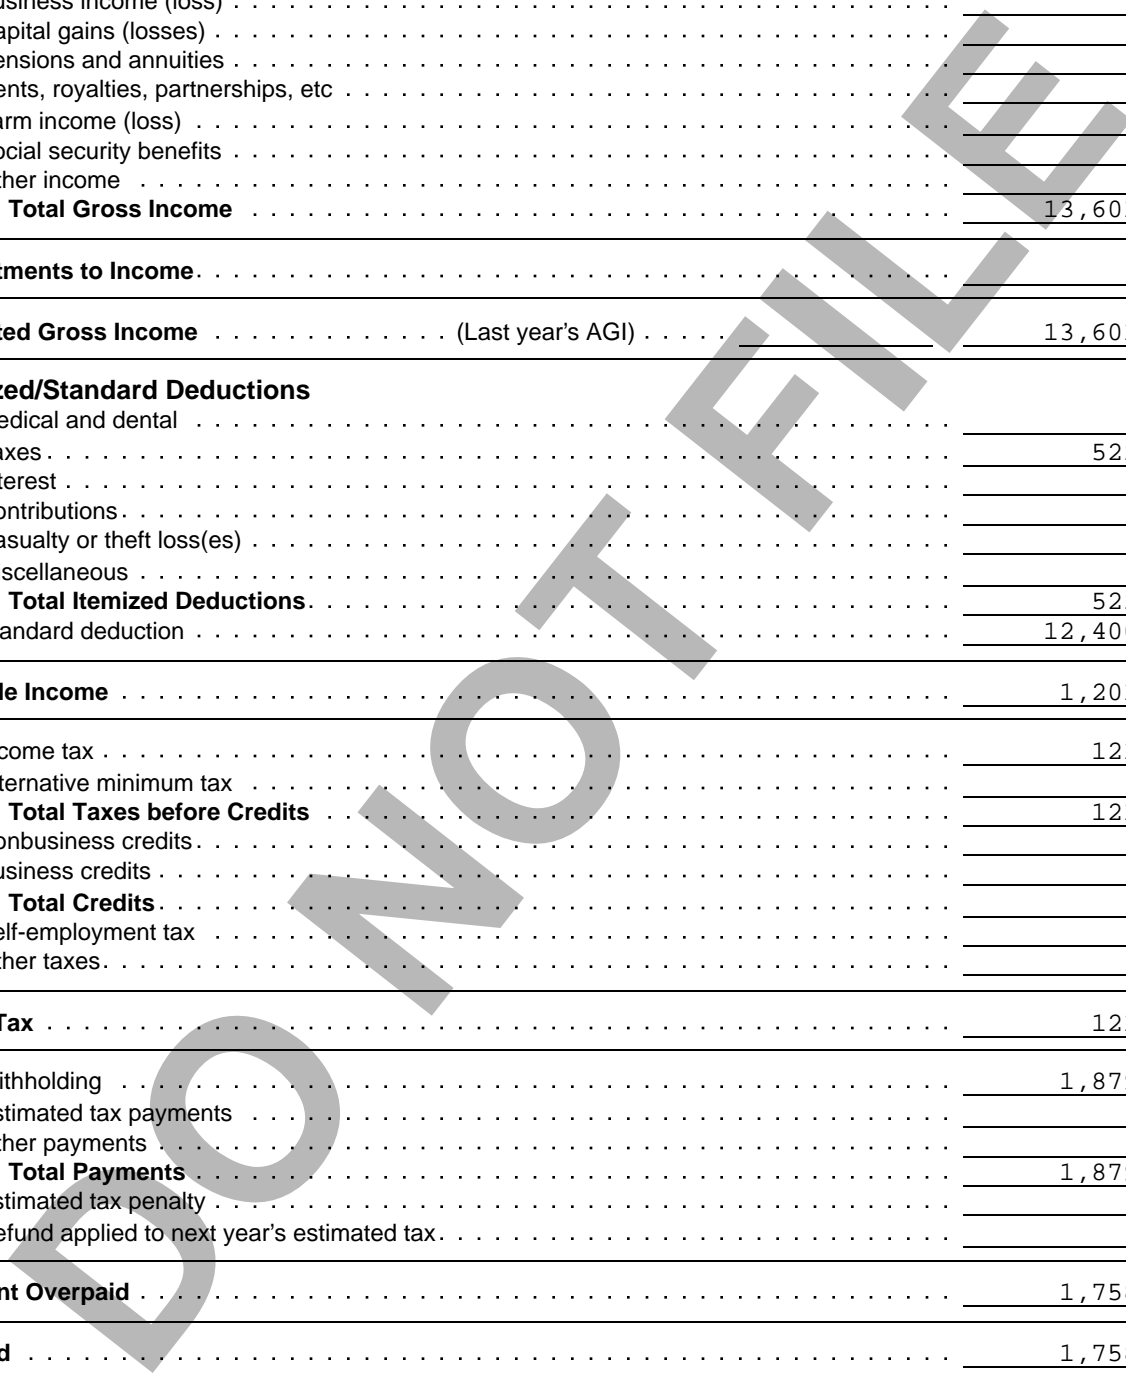 usiness income (loss)
apital gains (losses)
ensions and annuities
ents, royalties, partnerships, etc
arm income (loss)
ocial security benefits
ther income
Total Gross Income 13,60
tments to Income
ted Gross Income (Last year's AGI) 13,60
zed/Standard Deductions
edical and dental
axes 52
terest
ontributions
asualty or theft loss(es)
iscellaneous
Total Itemized Deductions 52
andard deduction 12,40
le Income 1,20
come tax 12
ternative minimum tax
Total Taxes before Credits 12
onbusiness credits
usiness credits
Total Credits
elf-employment tax
ther taxes
Tax 12
ithholding 1,87
stimated tax payments
ther payments
Total Payments 1,87
stimated tax penalty
efund applied to next year's estimated tax
nt Overpaid 1,75
d 1,75
DO NOT FILE